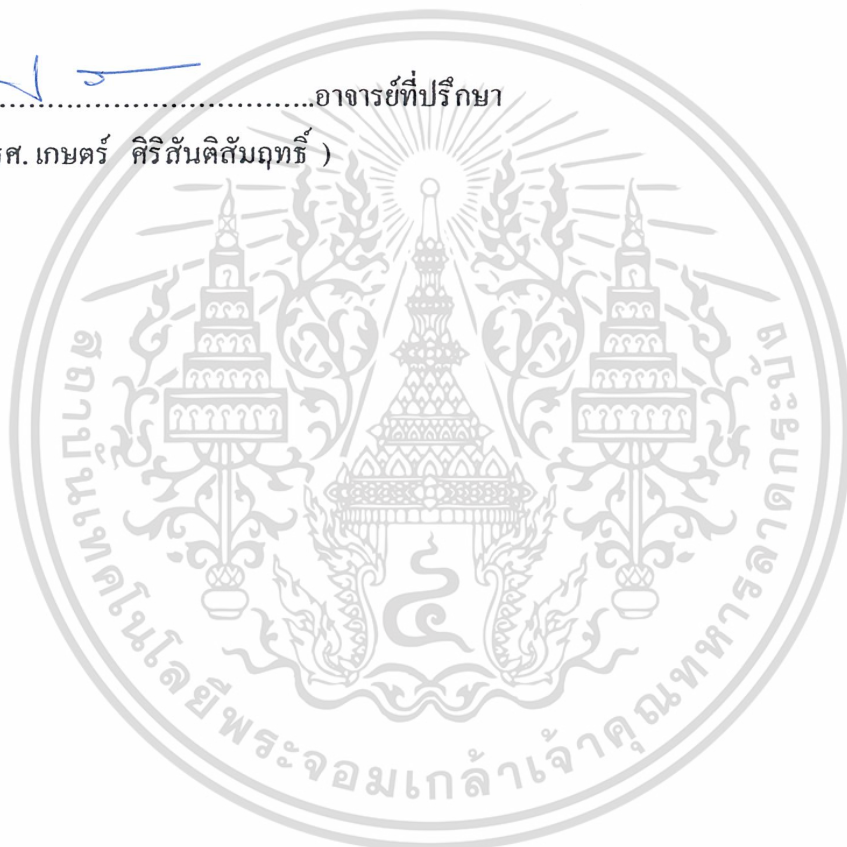 ......................................อาจารย์ที่ปรึกษา
รศ. เกษตร์ ศิริสันติสัมฤทธิ์ )
สถาบันเทคโนโลยีพระจอมเกล้าเจ้าคุณทหารลาดกระบัง
๔